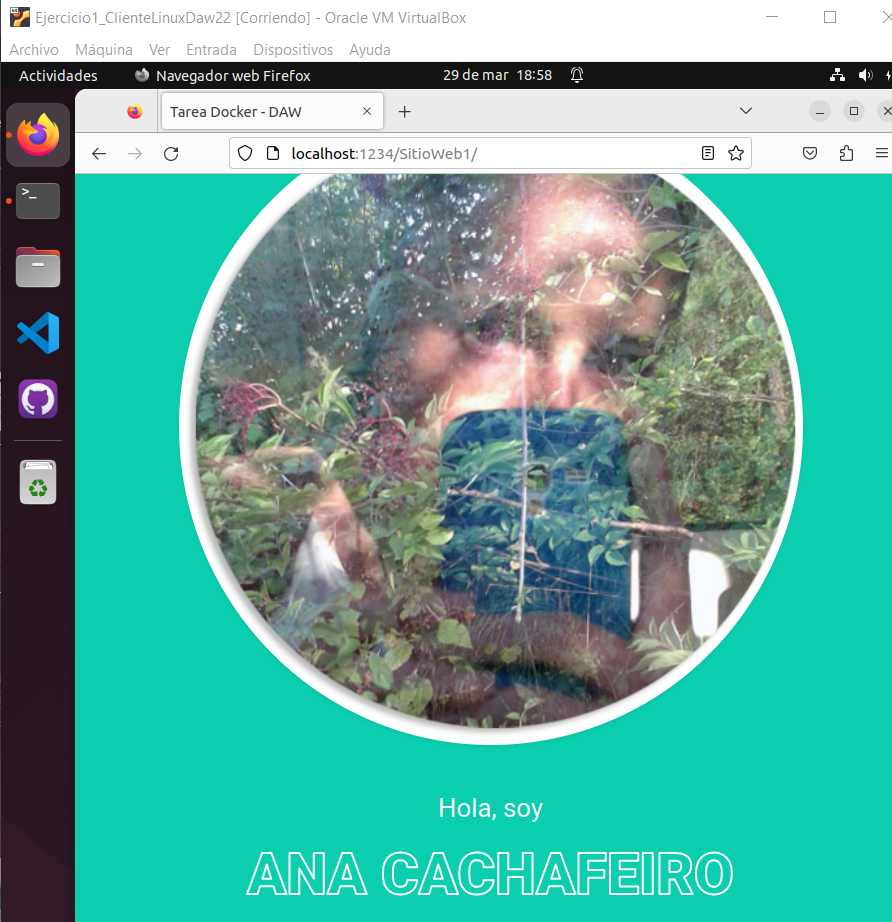 Ejercicio1_ClienteLinuxDaw22 [Corriendo] - Oracle VM VirtualBox
Archivo Máquina Ver Entrada Dispositivos Ayuda
Actividades Navegador web Firefox 29 de mar 18:58
Tarea Docker - DAW
localhost:1234/SitioWeb1/
>_
Hola, soy
ANA CACHAFEIRO